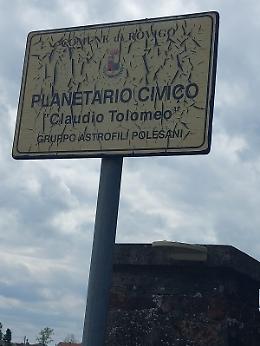 COMUNE di ROVIGO
PLANETARIO CIVICO
"Claudio Tolomeo"
GRUPPO ASTROFILI POLESANI